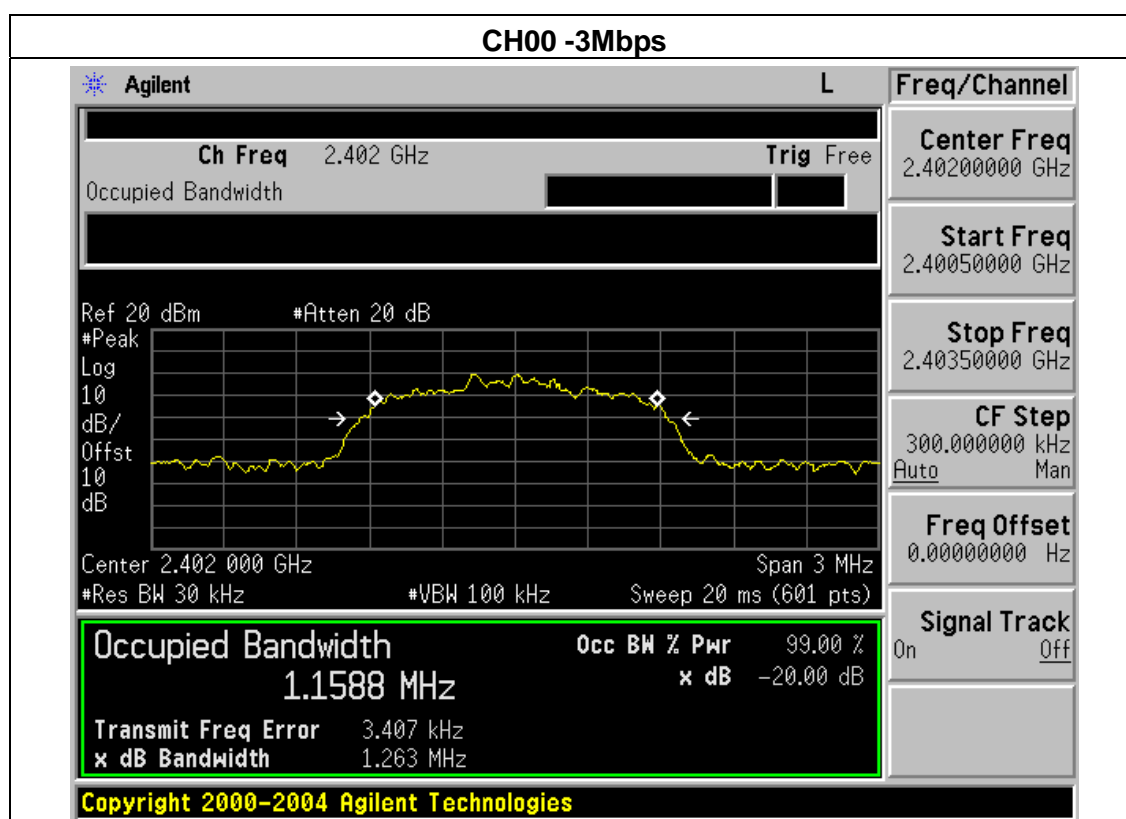 CH00 -3Mbps
Agilent L Freq/Channel
Ch Freq 2.402 GHz Trig Free
Occupied Bandwidth
Center Freq
2.40200000 GHz
Start Freq
2.40050000 GHz
Stop Freq
2.40350000 GHz
CF Step
300.000000 kHz
Auto Man
Freq Offset
0.00000000 Hz
Signal Track
On Off
Ref 20 dBm #Atten 20 dB
#Peak
Log
10
dB/
Offst
10
dB
Center 2.402 000 GHz Span 3 MHz
#Res BW 30 kHz #VBW 100 kHz Sweep 20 ms (601 pts)
Occupied Bandwidth Occ BW % Pwr 99.00 %
1.1588 MHz x dB -20.00 dB
Transmit Freq Error 3.407 kHz
x dB Bandwidth 1.263 MHz
Copyright 2000-2004 Agilent Technologies